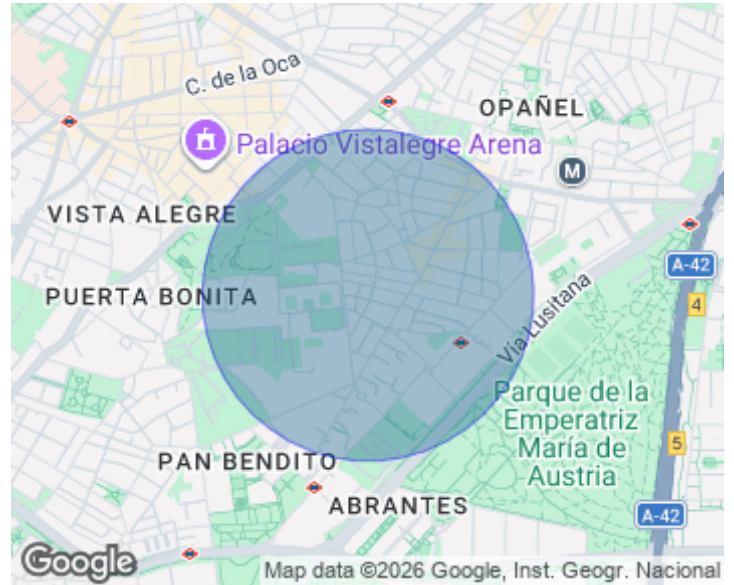 C. de la Oca
OPAÑEL
Palacio Vistalegre Arena
M
VISTA ALEGRE
A-42
PUERTA BONITA
4
Vía Lusitana
Parque de la
Emperatriz
María de
Austria
5
PAN BENDITO
ABRANTES
A-42
Google
Map data ©2026 Google, Inst. Geogr. Nacional